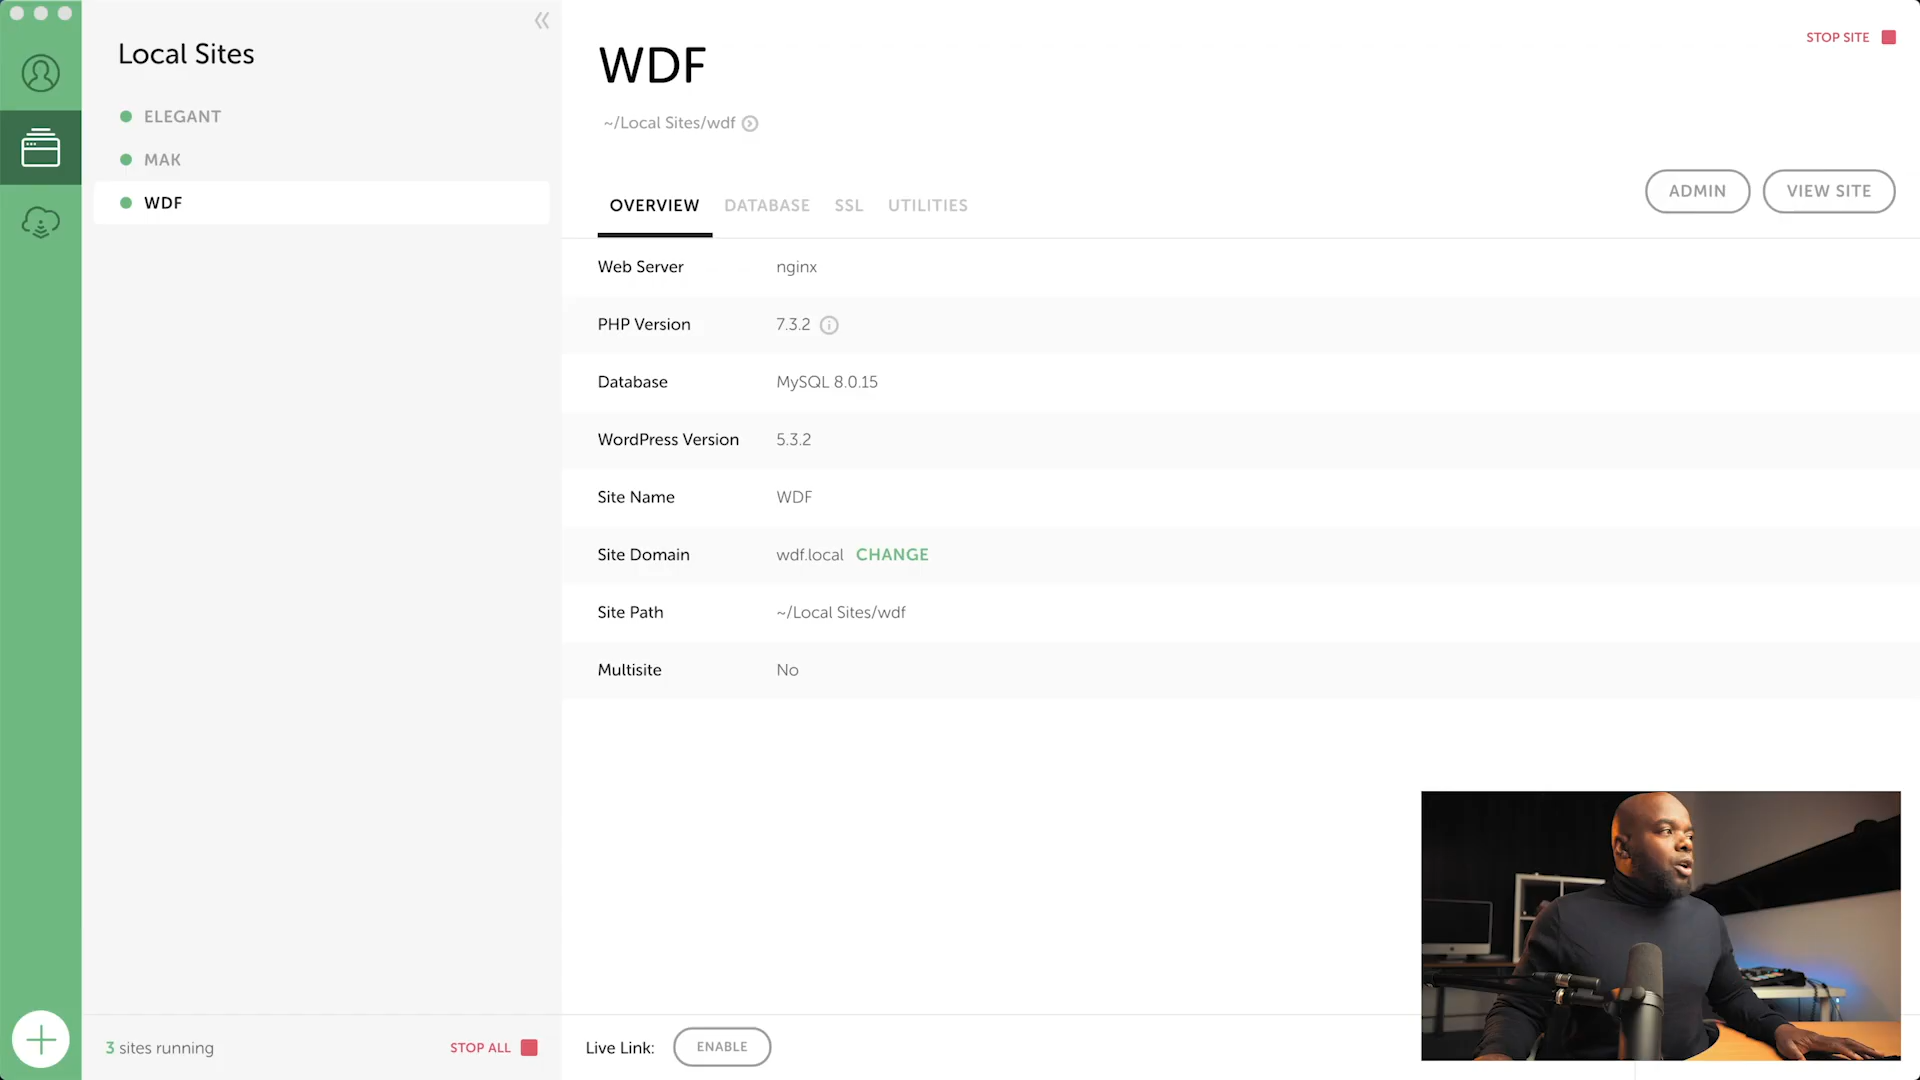 Local Sites
ELEGANT
MAK
WDF
3 sites running
STOP ALL
WDF
STOP SITE
~/Local Sites/wdf
OVERVIEW DATABASE SSL UTILITIES
ADMIN VIEW SITE
Web Server nginx
PHP Version 7.3.2
Database MySQL 8.0.15
WordPress Version 5.3.2
Site Name WDF
Site Domain wdf.local CHANGE
Site Path ~/Local Sites/wdf
Multisite No
Live Link: ENABLE